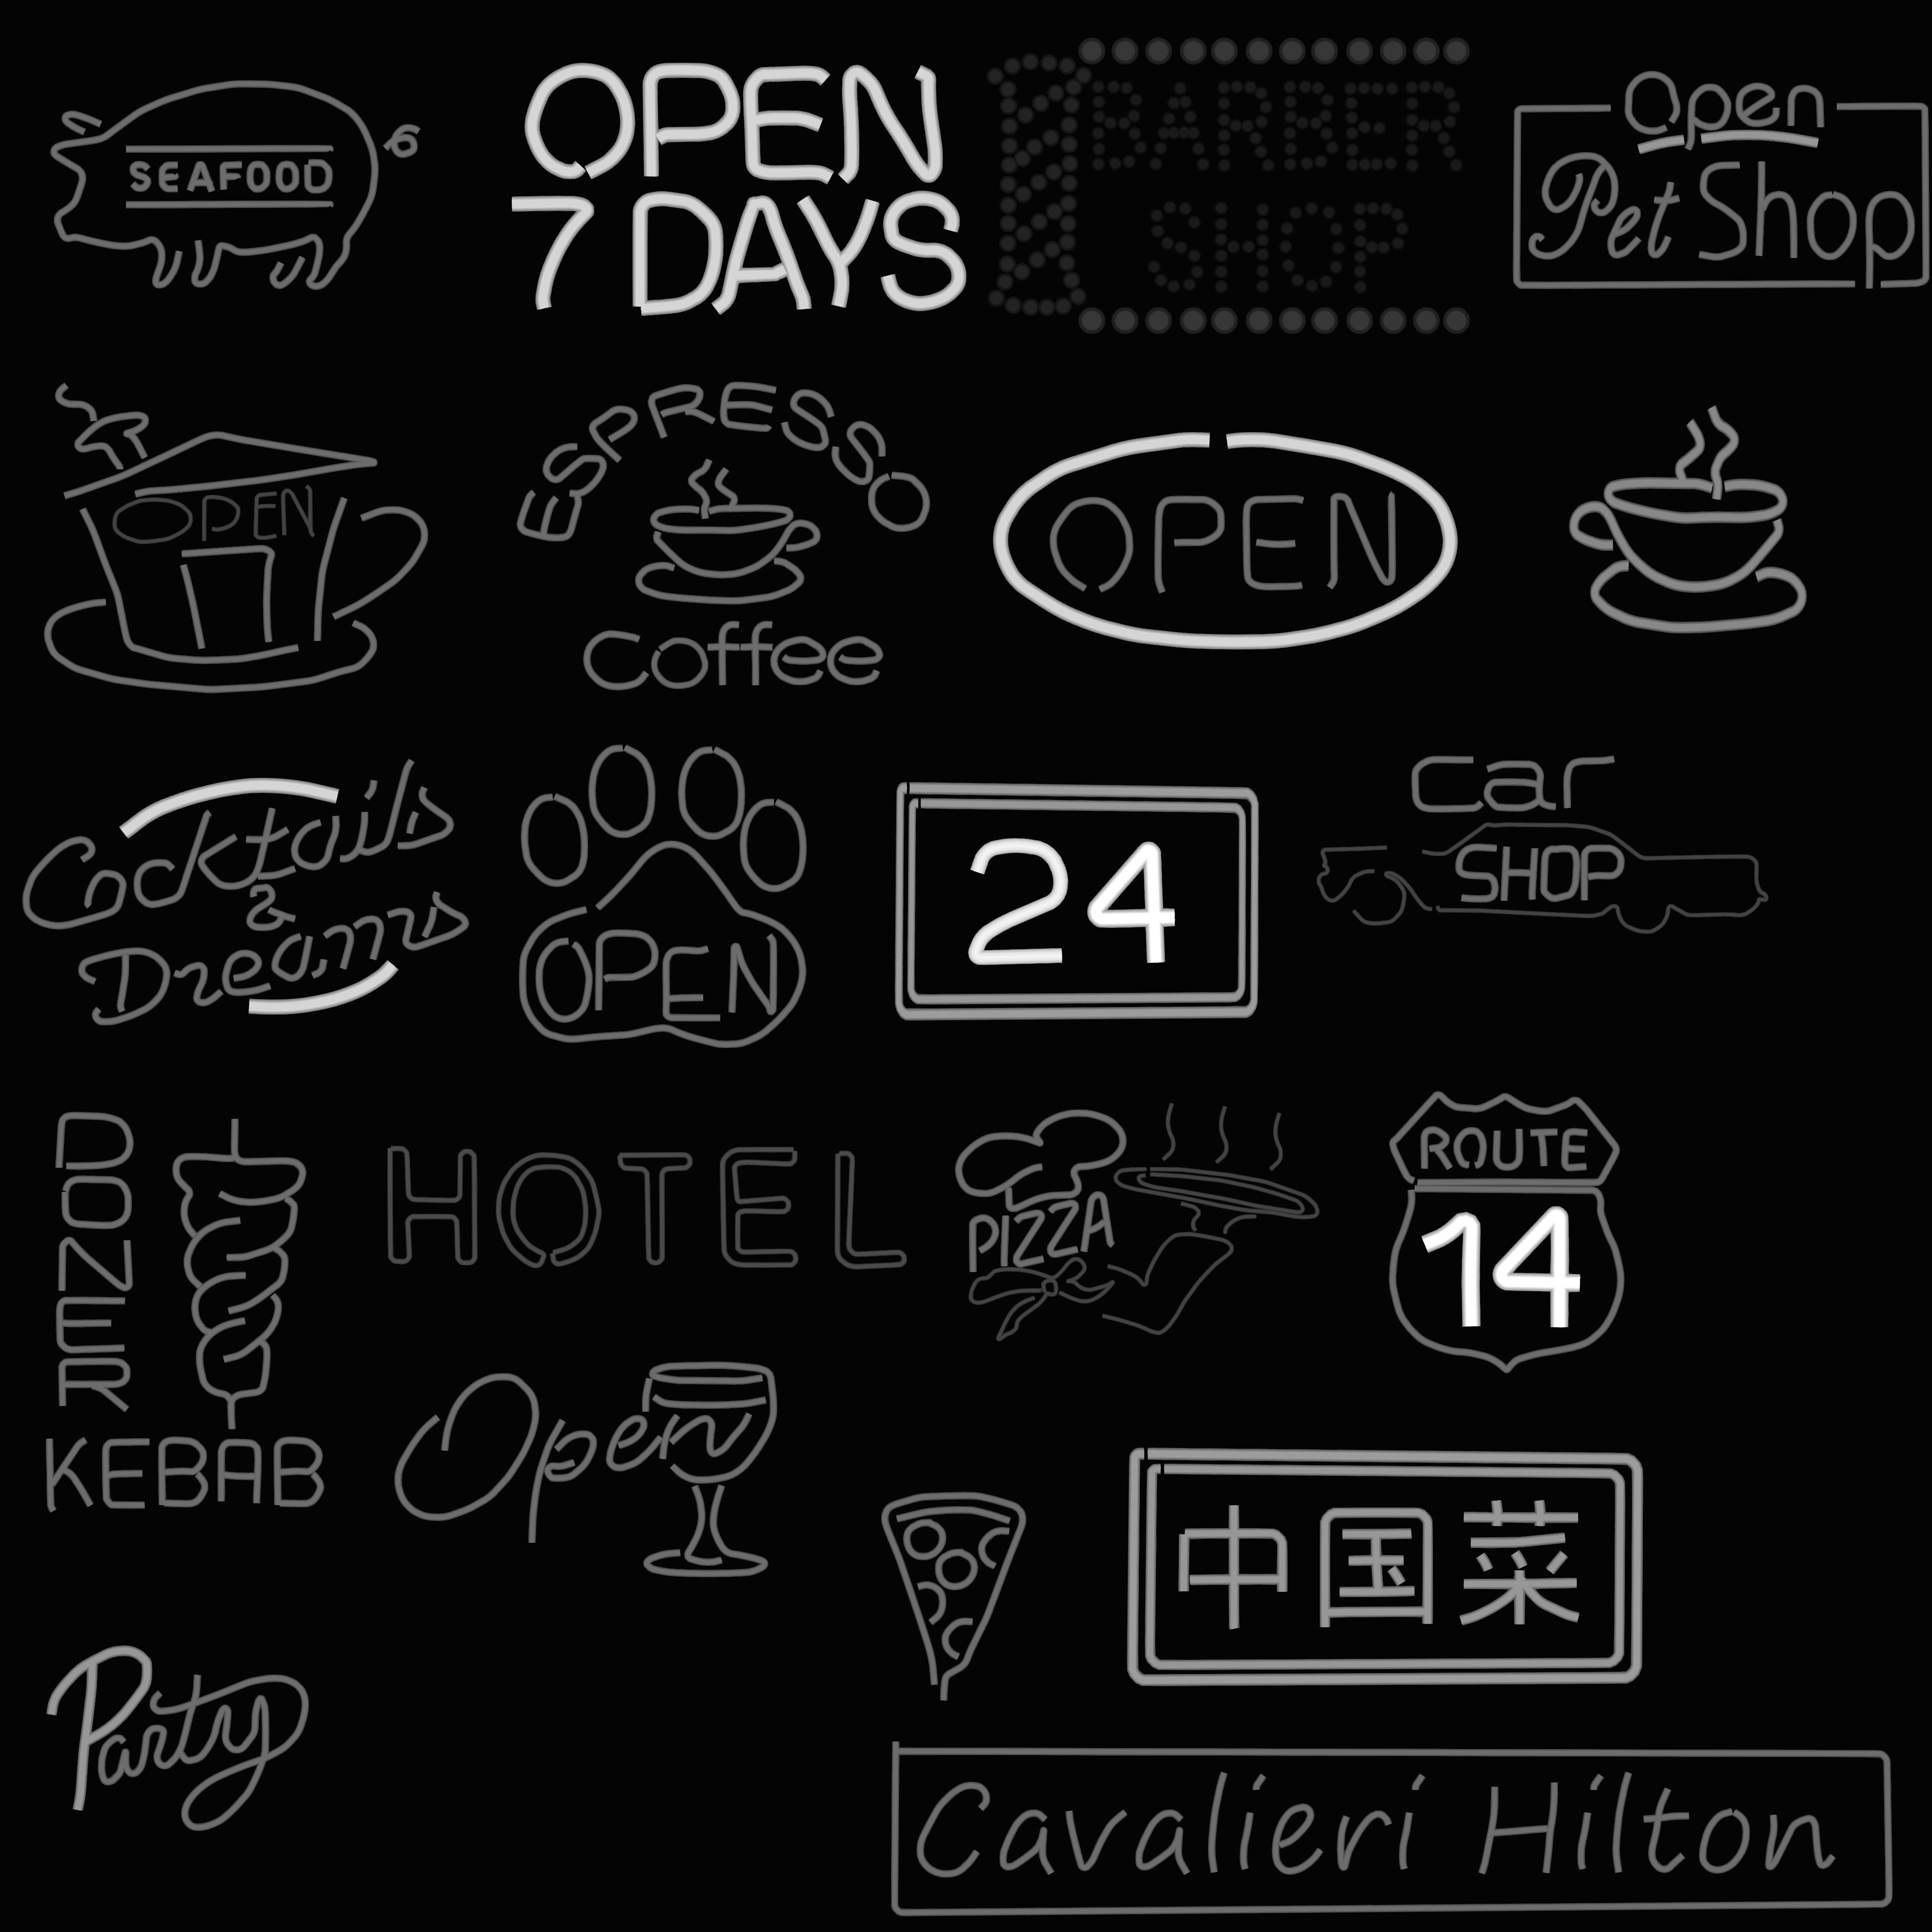 SEAFOOD
OPEN
7 DAYS
BARBER
SHOP
Open
Pet Shop
OPEN
ESPRESSO
Coffee
OPEN
Cocktails
&
Dreams
OPEN
24
Car
SHOP
DONER
KEBAB
HOTEL
PIZZA
ROUTE
14
Open
中国菜
Party
Cavalieri Hilton